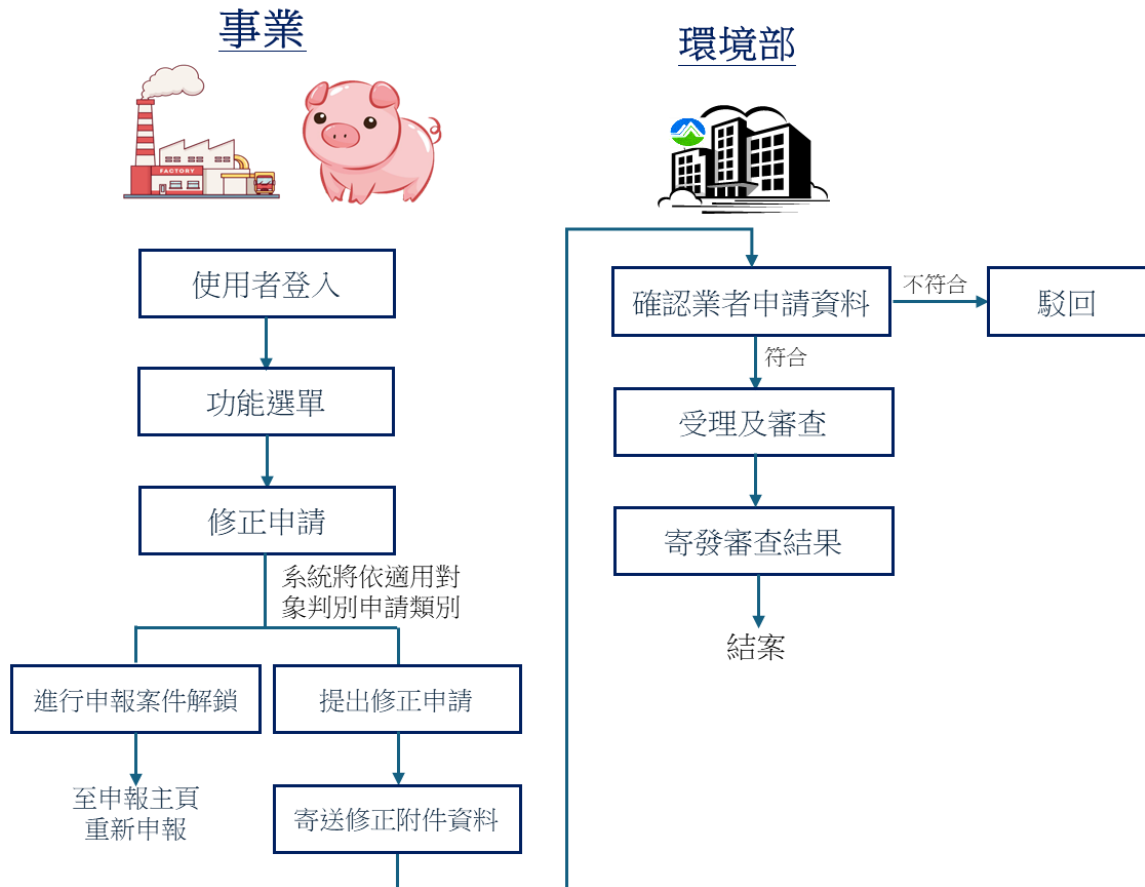 事業
FACTORY
使用者登入
功能選單
修正申請
系統將依適用對
象判別申請類別
進行申報案件解鎖
提出修正申請
至申報主頁
重新申報
寄送修正附件資料
環境部
確認業者申請資料
不符合
駁回
符合
受理及審查
寄發審查結果
結案